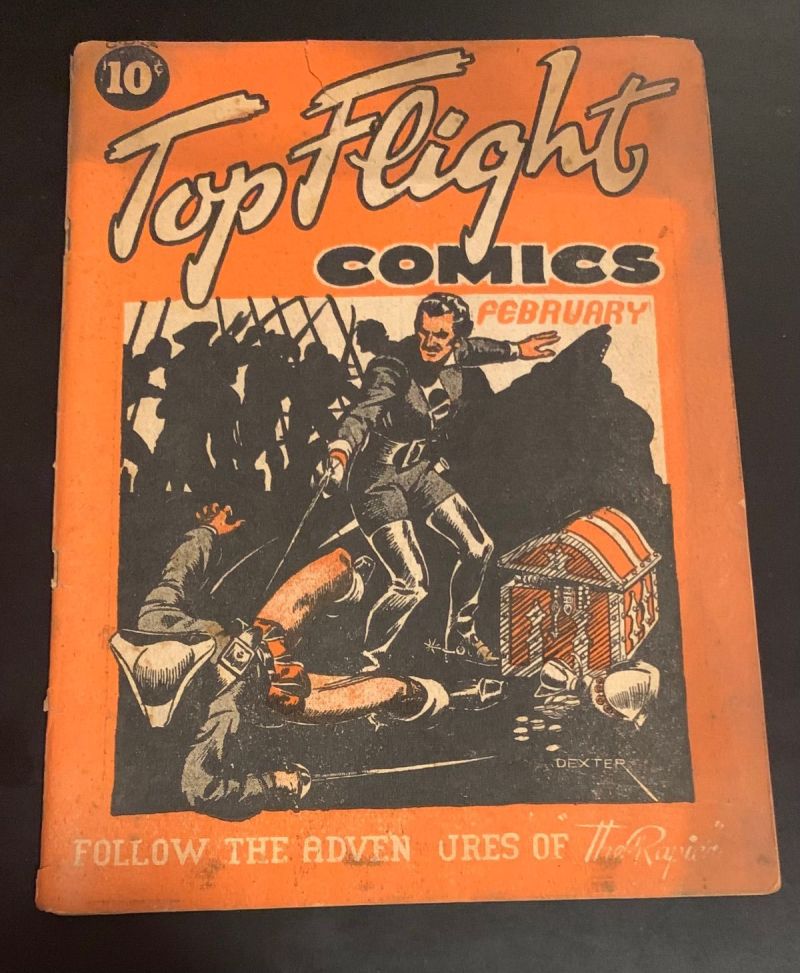 10¢
Top Flight
COMICS
FEBRUARY
DEXTER
FOLLOW THE ADVEN URES OF "The Rapier"